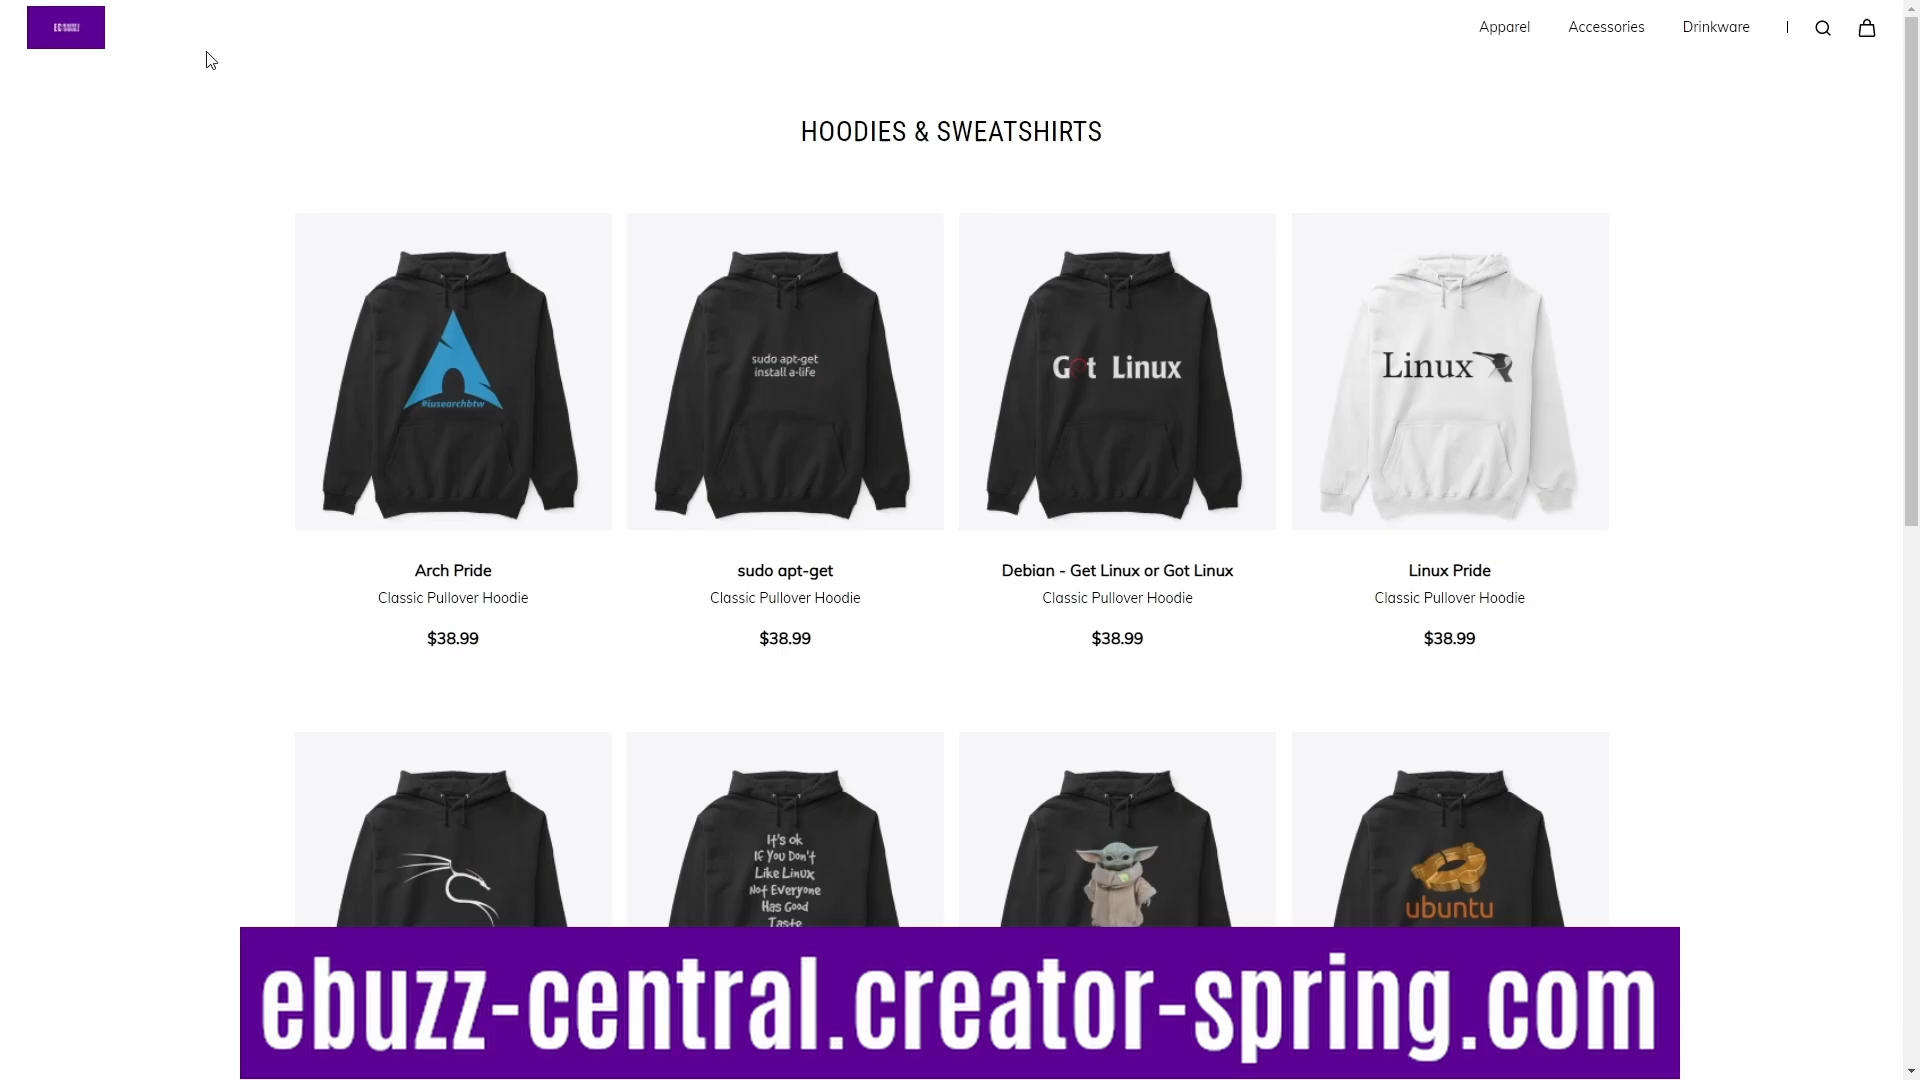 Apparel
Accessories
Drinkware
HOODIES & SWEATSHIRTS
#iusearchbtw
sudo apt-get
install a-life
Got Linux
Linux
Arch Pride
Classic Pullover Hoodie
$38.99
sudo apt-get
Classic Pullover Hoodie
$38.99
Debian - Get Linux or Got Linux
Classic Pullover Hoodie
$38.99
Linux Pride
Classic Pullover Hoodie
$38.99
It's ok
If You Don't
Like Linux
Not Everyone
Has Good
Taste
ubuntu
ebuzz-central.creator-spring.com